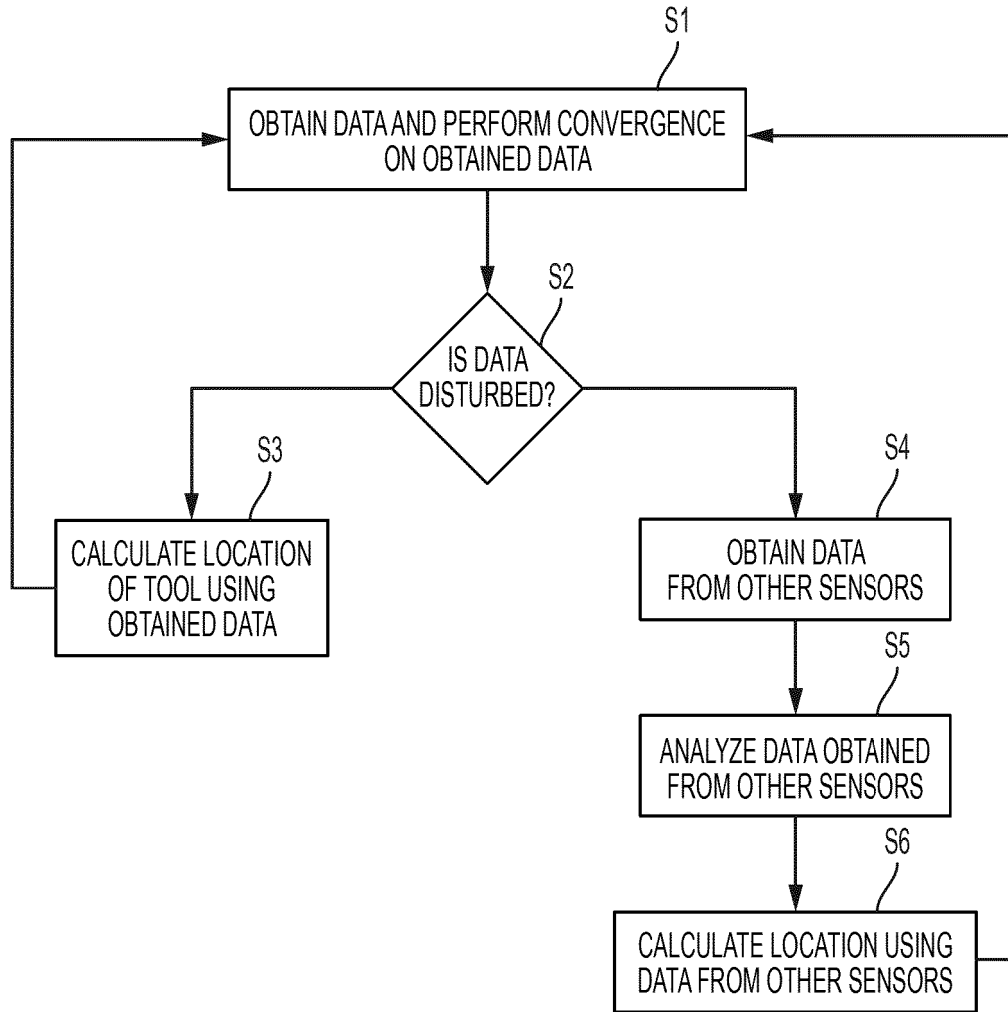 S1
OBTAIN DATA AND PERFORM CONVERGENCE
ON OBTAINED DATA
S2
IS DATA
DISTURBED?
S3
CALCULATE LOCATION
OF TOOL USING
OBTAINED DATA
S4
OBTAIN DATA
FROM OTHER SENSORS
S5
ANALYZE DATA OBTAINED
FROM OTHER SENSORS
S6
CALCULATE LOCATION USING
DATA FROM OTHER SENSORS